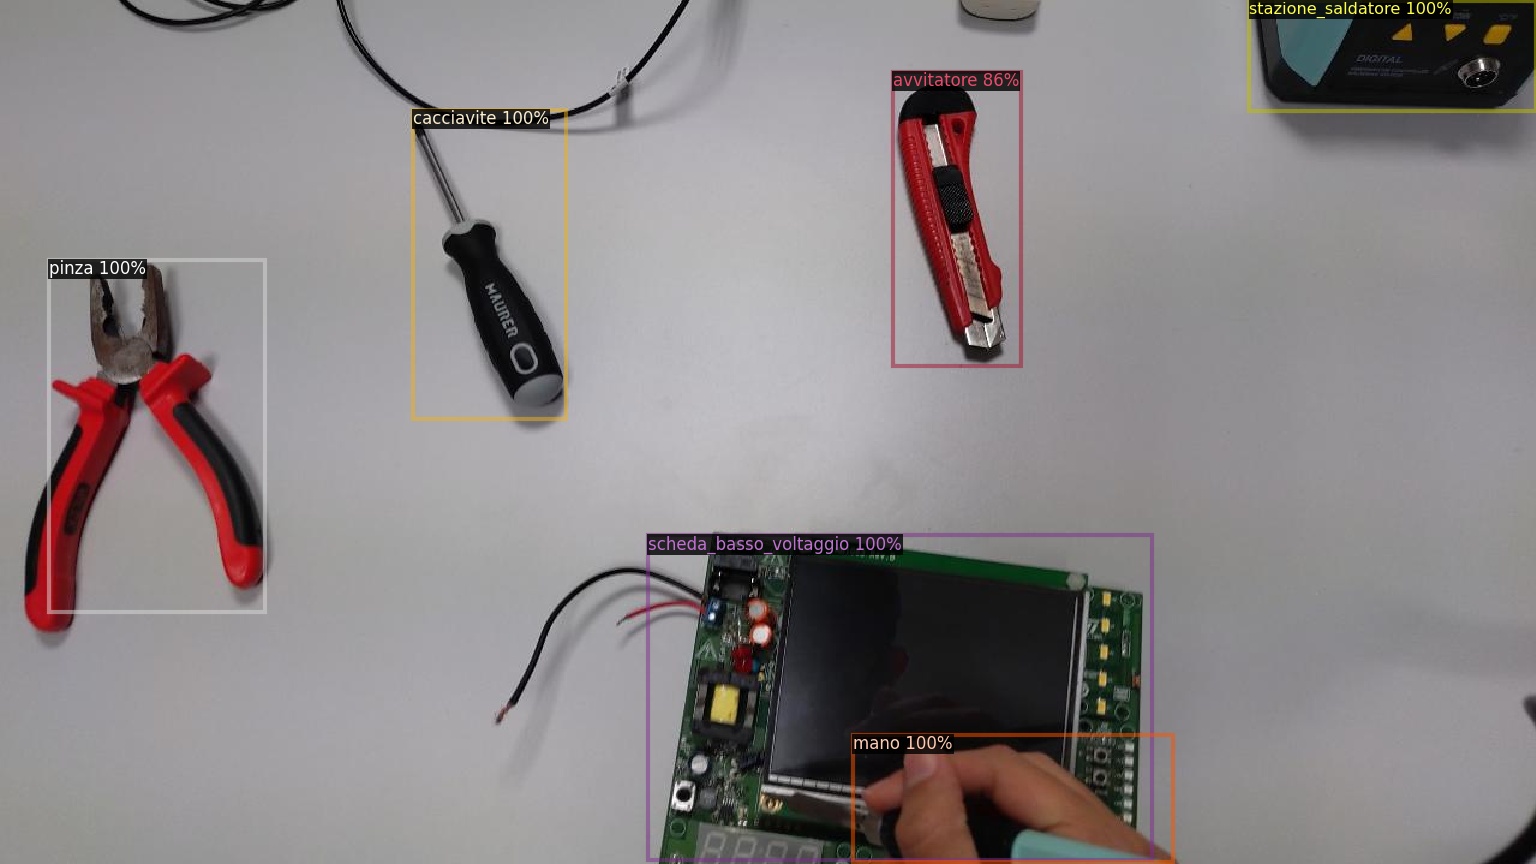 stazione_saldatore 100%
DIGITAL
avvitatore 86%
cacciavite 100%
pinza 100%
MAURER
scheda_basso_voltaggio 100%
mano 100%